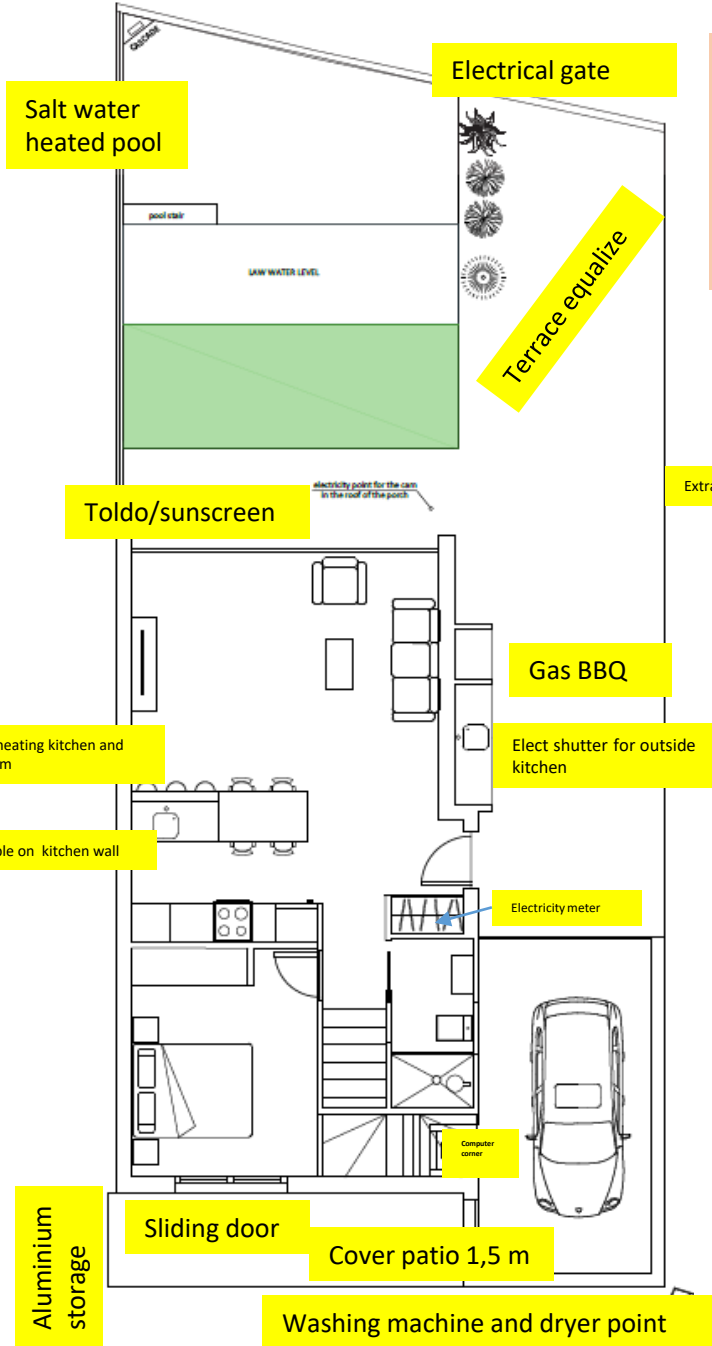 CASCADE
Electrical gate
Salt water
heated pool
pool stair
LAW WATER LEVEL
Terrace equalize
electricity point for the cam
in the roof of the porch
Toldo/sunscreen
Extra
Gas BBQ
heating kitchen and
Elect shutter for outside
kitchen
on kitchen wall
Electricity meter
Computer
corner
Aluminium
storage
Sliding door
Cover patio 1,5 m
Washing machine and dryer point